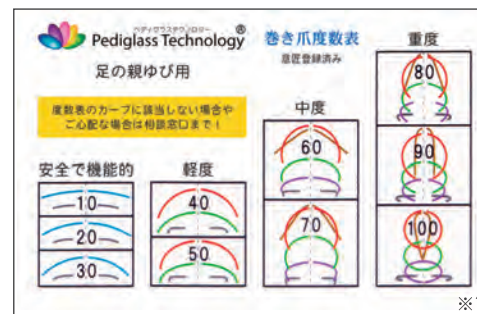 ペディグラステクノロジー
Pediglass Technology®
足の親ゆび用
巻き爪度数表
意匠登録済み
度数表のカーブに該当しない場合や
ご心配な場合は相談窓口まで!
安全で機能的
10
20
30
軽度
40
50
中度
60
70
重度
80
90
100